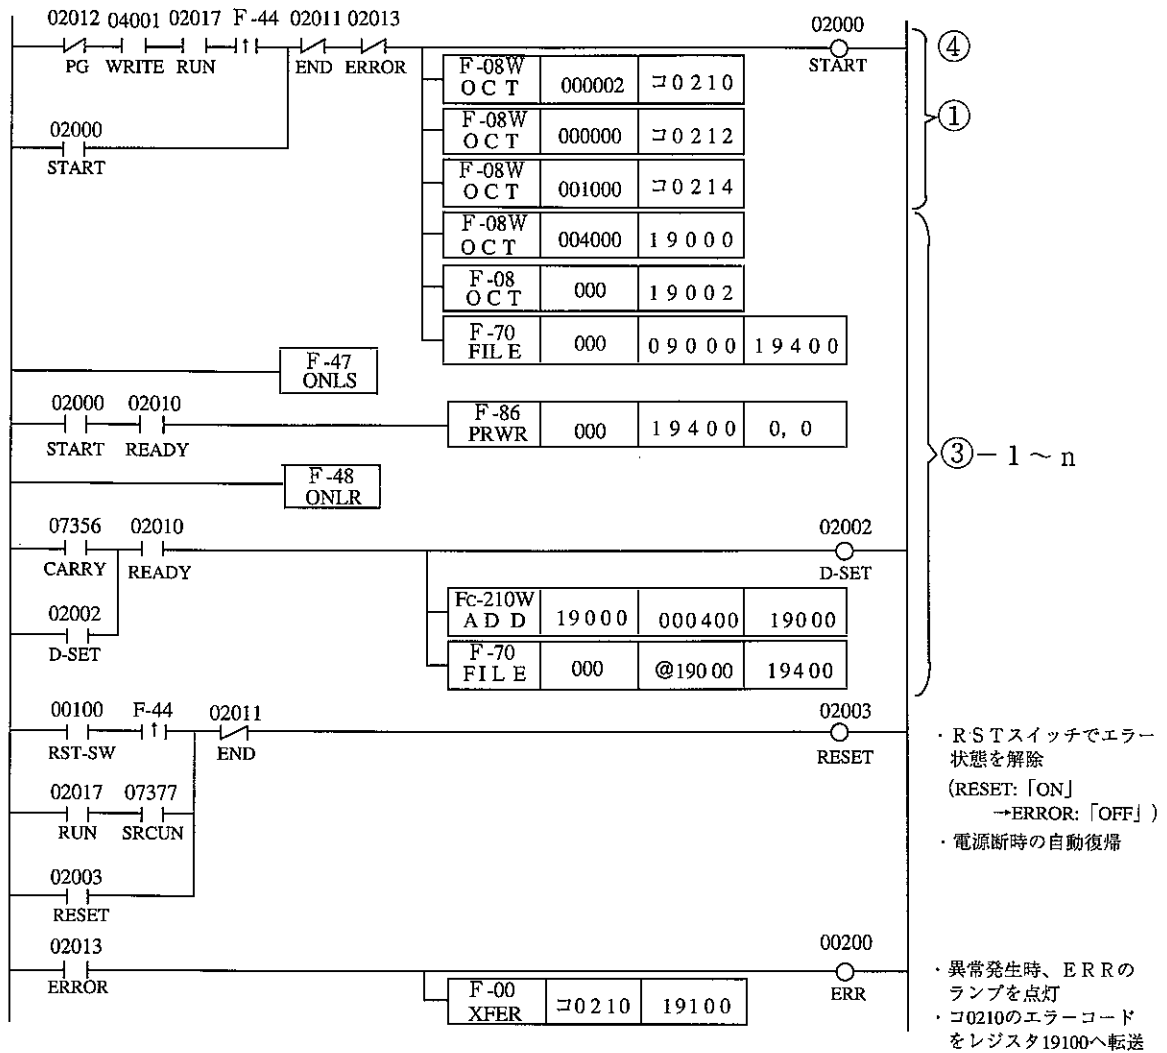 02012 04001 02017 F-44 02011 02013 02000
PG WRITE RUN ↑ END ERROR START
④
F-08W
OCT 000002 コ0210
①
02000
START
F-08W
OCT 000000 コ0212
F-08W
OCT 001000 コ0214
F-08W
OCT 004000 19000
F-08
OCT 000 19002
F-70
FILE 000 09000 19400
F-47
ONLS
02000 02010
START READY
F-86
PRWR 000 19400 0, 0
③－1～n
F-48
ONLR
07356 02010 02002
CARRY READY D-SET
02002
D-SET
Fc-210W
ADD 19000 000400 19000
F-70
FILE 000 @19000 19400
00100 F-44 02011 02003
RST-SW ↑ END RESET
・RSTスイッチでエラー
状態を解除
(RESET:「ON」
→ERROR:「OFF」)
・電源断時の自動復帰
02017 07377
RUN SRCUN
02003
RESET
02013 00200
ERROR ERR
F-00
XFER コ0210 19100
・異常発生時、ERRの
ランプを点灯
・コ0210のエラーコード
をレジスタ19100へ転送